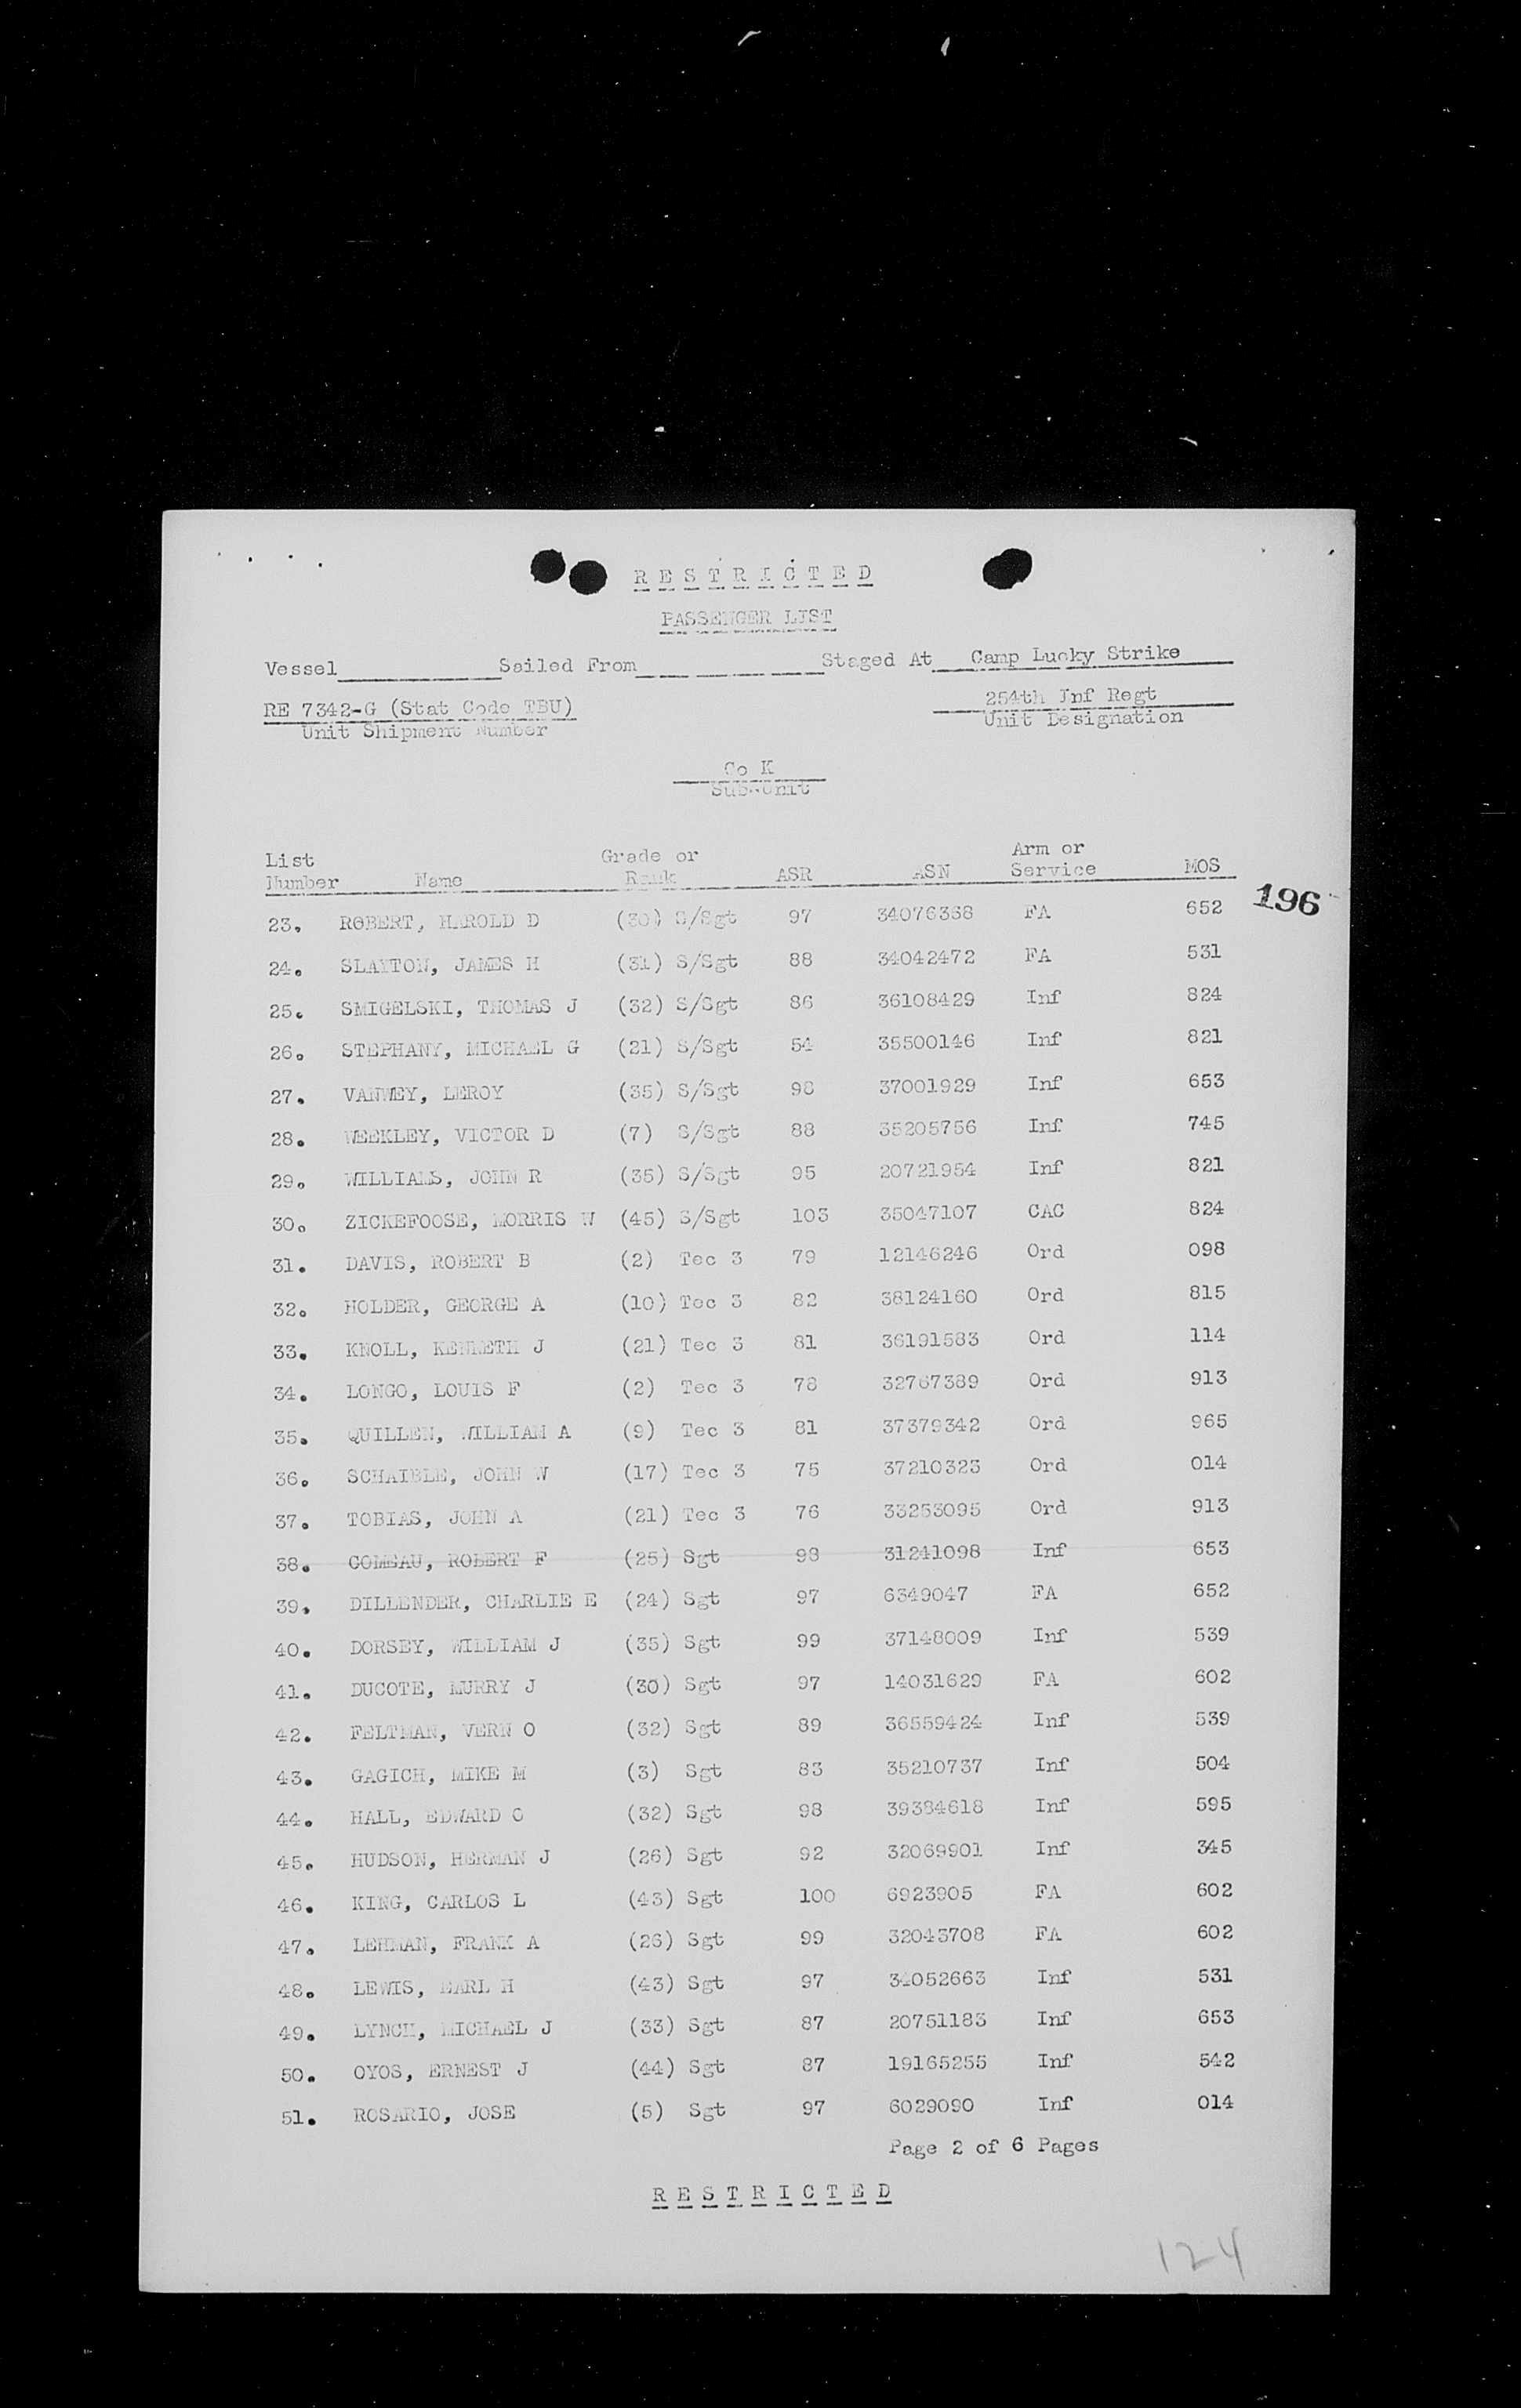 R E S T R I C T E D
PASSENGER LIST
Vessel Sailed From Staged At Camp Lucky Strike
RE 7342-G (Stat Code TBU) 254th Inf Regt
Unit Shipment Number Unit Designation
Co K
Sub-Unit
List Grade or Arm or
Number Name Rank ASR ASN Service MOS
196
23. ROBERT, HAROLD D (30) S/Sgt 97 34076368 FA 652
24. SLAYTON, JAMES H (31) S/Sgt 88 34042472 FA 531
25. SMIGELSKI, THOMAS J (32) S/Sgt 86 36108429 Inf 824
26. STEPHANY, MICHAEL G (21) S/Sgt 54 35500146 Inf 821
27. VANWEY, LEROY (35) S/Sgt 98 37001929 Inf 653
28. WEEKLEY, VICTOR D (7) S/Sgt 88 35205756 Inf 745
29. WILLIAMS, JOHN R (35) S/Sgt 95 20721954 Inf 821
30. ZICKEFOOSE, MORRIS W (45) S/Sgt 103 35047107 CAC 824
31. DAVIS, ROBERT B (2) Tec 3 79 12146246 Ord 098
32. HOLDER, GEORGE A (10) Tec 3 82 38124160 Ord 815
33. KNOLL, KENNETH J (21) Tec 3 81 36191583 Ord 114
34. LONGO, LOUIS F (2) Tec 3 78 32767389 Ord 913
35. QUILLEN, WILLIAM A (9) Tec 3 81 37379342 Ord 965
36. SCHAIBLE, JOHN W (17) Tec 3 75 37210323 Ord 014
37. TOBIAS, JOHN A (21) Tec 3 76 33253095 Ord 913
38. COMEAU, ROBERT F (25) Sgt 98 31241098 Inf 653
39. DILLENDER, CHARLIE E (24) Sgt 97 6349047 FA 652
40. DORSEY, WILLIAM J (35) Sgt 99 37148009 Inf 539
41. DUCOTE, MURRY J (30) Sgt 97 14031629 FA 602
42. FELTMAN, VERN O (32) Sgt 89 36559424 Inf 539
43. GAGICH, MIKE M (3) Sgt 83 35210737 Inf 504
44. HALL, EDWARD C (32) Sgt 98 39384618 Inf 595
45. HUDSON, HERMAN J (26) Sgt 92 32069901 Inf 345
46. KING, CARLOS L (43) Sgt 100 6923905 FA 602
47. LEHMAN, FRANK A (26) Sgt 99 32043708 FA 602
48. LEWIS, EARL H (43) Sgt 97 34052663 Inf 531
49. LYNCH, MICHAEL J (33) Sgt 87 20751183 Inf 653
50. OYOS, ERNEST J (44) Sgt 87 19165255 Inf 542
51. ROSARIO, JOSE (5) Sgt 97 6029090 Inf 014
Page 2 of 6 Pages
R E S T R I C T E D
124